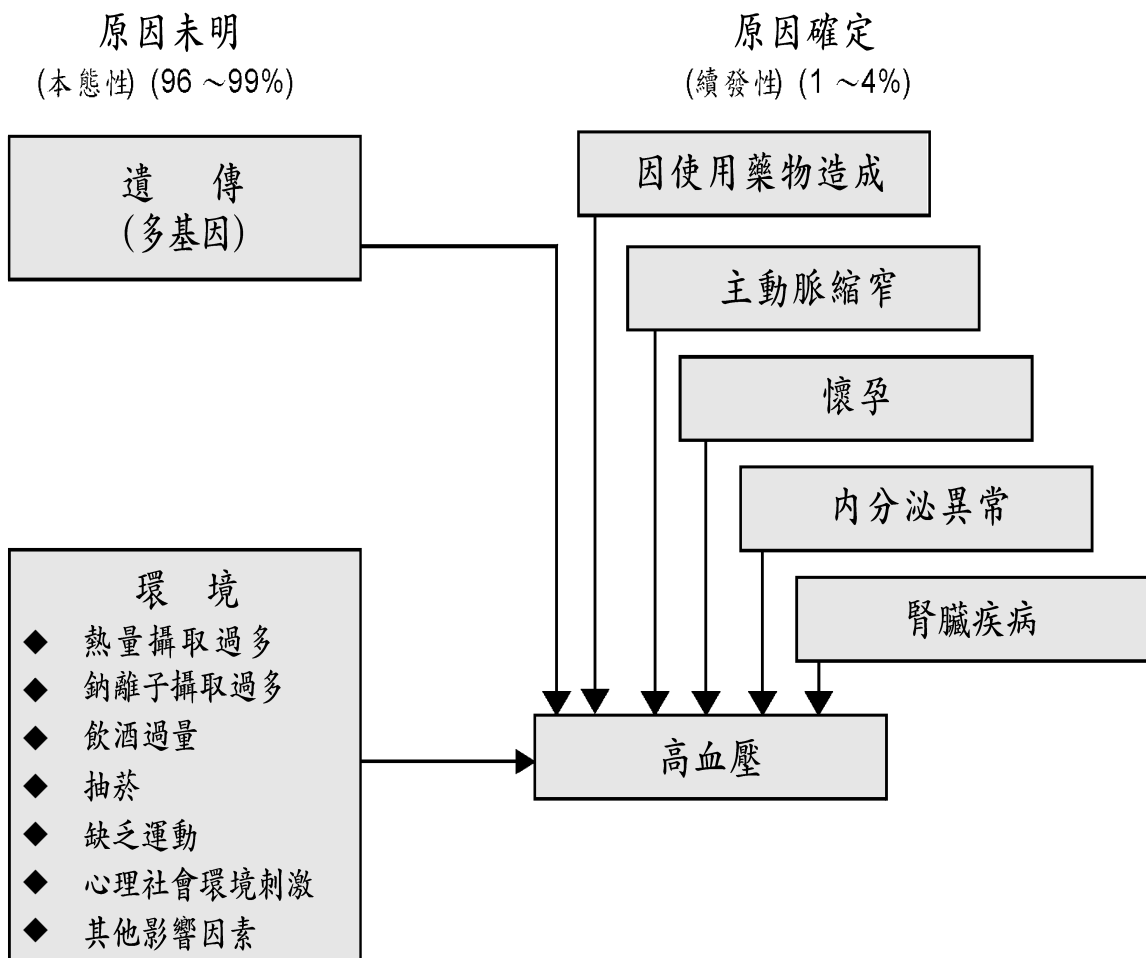 原因未明
(本態性) (96～99%)
遺 傳
(多基因)
環 境
◆ 熱量攝取過多
◆ 鈉離子攝取過多
◆ 飲酒過量
◆ 抽菸
◆ 缺乏運動
◆ 心理社會環境刺激
◆ 其他影響因素
原因確定
(續發性) (1～4%)
因使用藥物造成
主動脈縮窄
懷孕
內分泌異常
腎臟疾病
高血壓